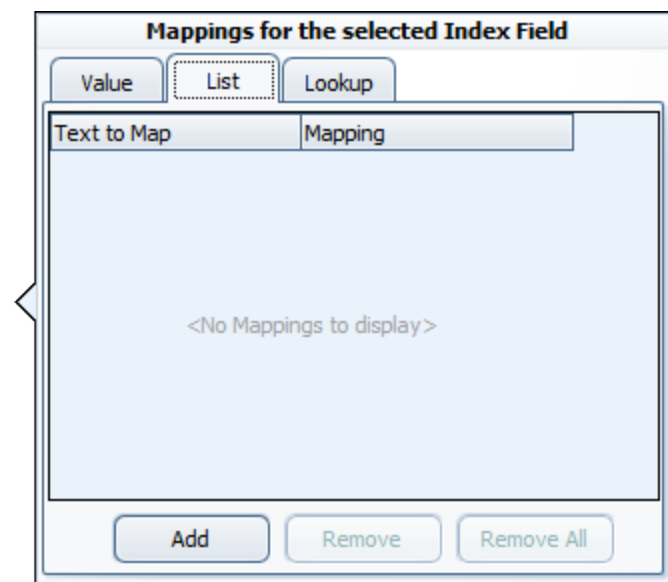 Mappings for the selected Index Field
Value List Lookup
Text to Map Mapping
<No Mappings to display>
Add Remove Remove All